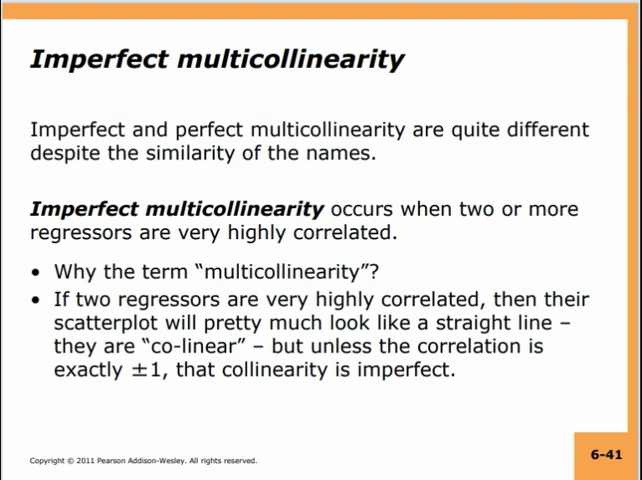 Imperfect multicollinearity
Imperfect and perfect multicollinearity are quite different
despite the similarity of the names.
Imperfect multicollinearity occurs when two or more
regressors are very highly correlated.
• Why the term “multicollinearity”?
• If two regressors are very highly correlated, then their
scatterplot will pretty much look like a straight line –
they are “co-linear” – but unless the correlation is
exactly ±1, that collinearity is imperfect.
Copyright © 2011 Pearson Addison-Wesley. All rights reserved.
6-41